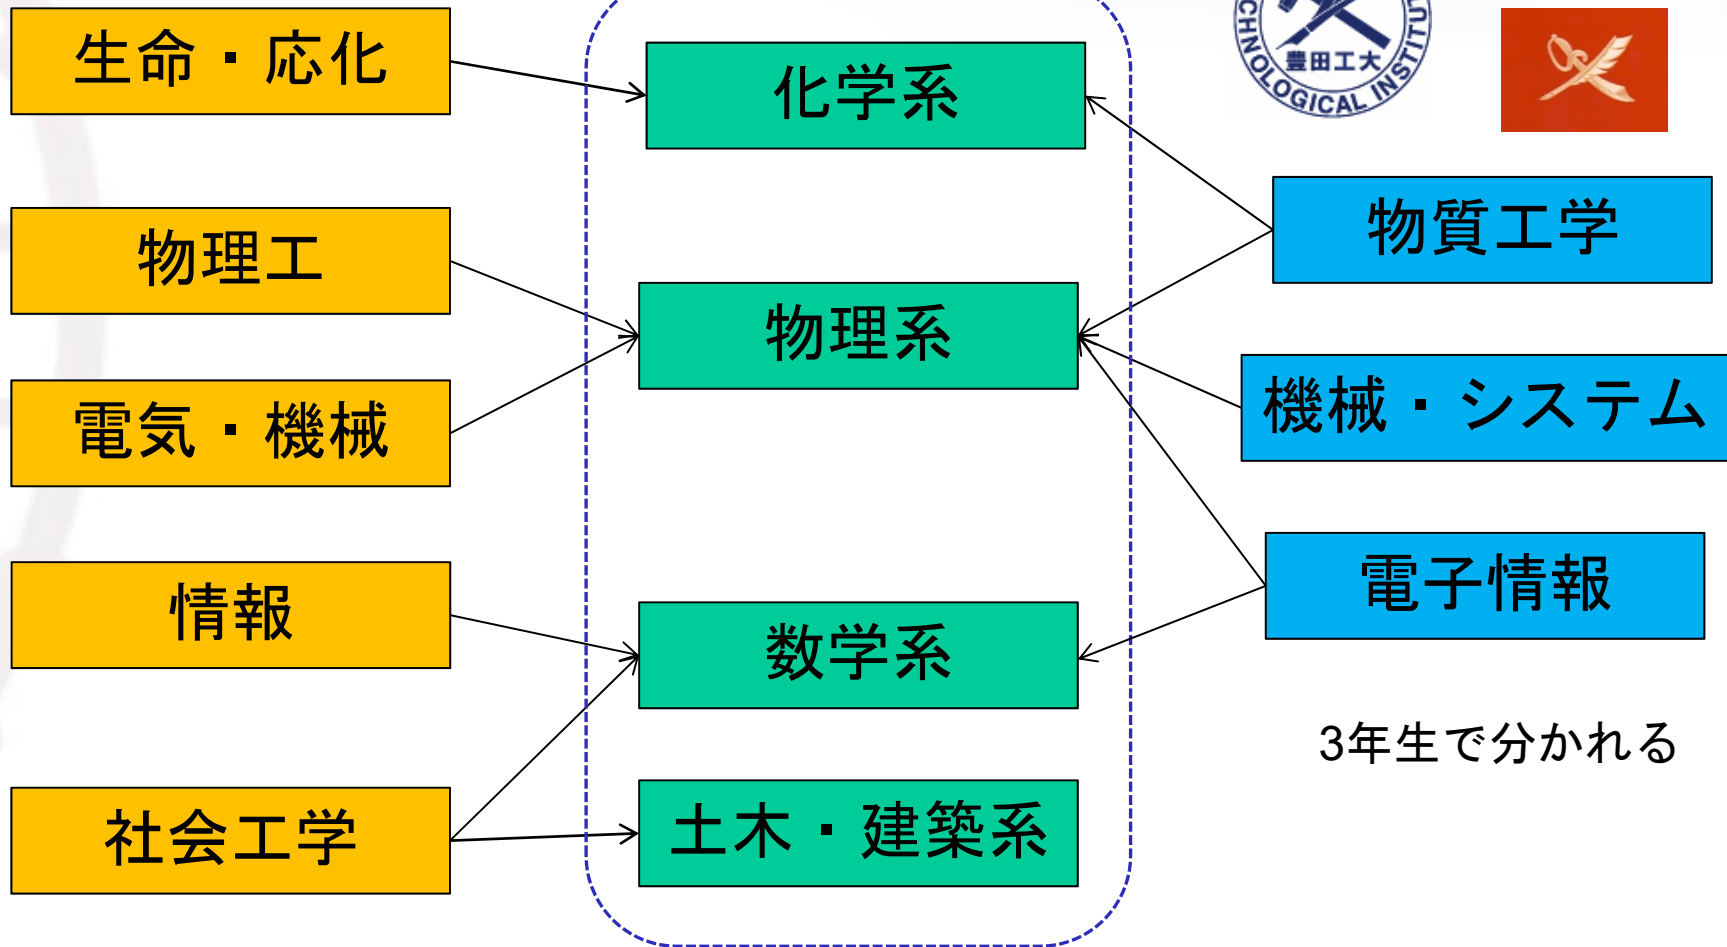 生命・応化
物理工
電気・機械
情報
社会工学
化学系
物理系
数学系
土木・建築系
豊田工大
CHNOLOGICAL INSTITU
物質工学
機械・システム
電子情報
3年生で分かれる